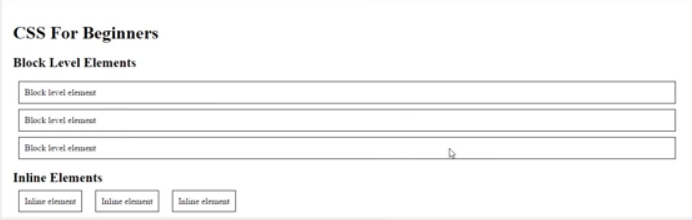 CSS For Beginners
Block Level Elements
Block level element
Block level element
Block level element
Inline Elements
Inline element Inline element Inline element